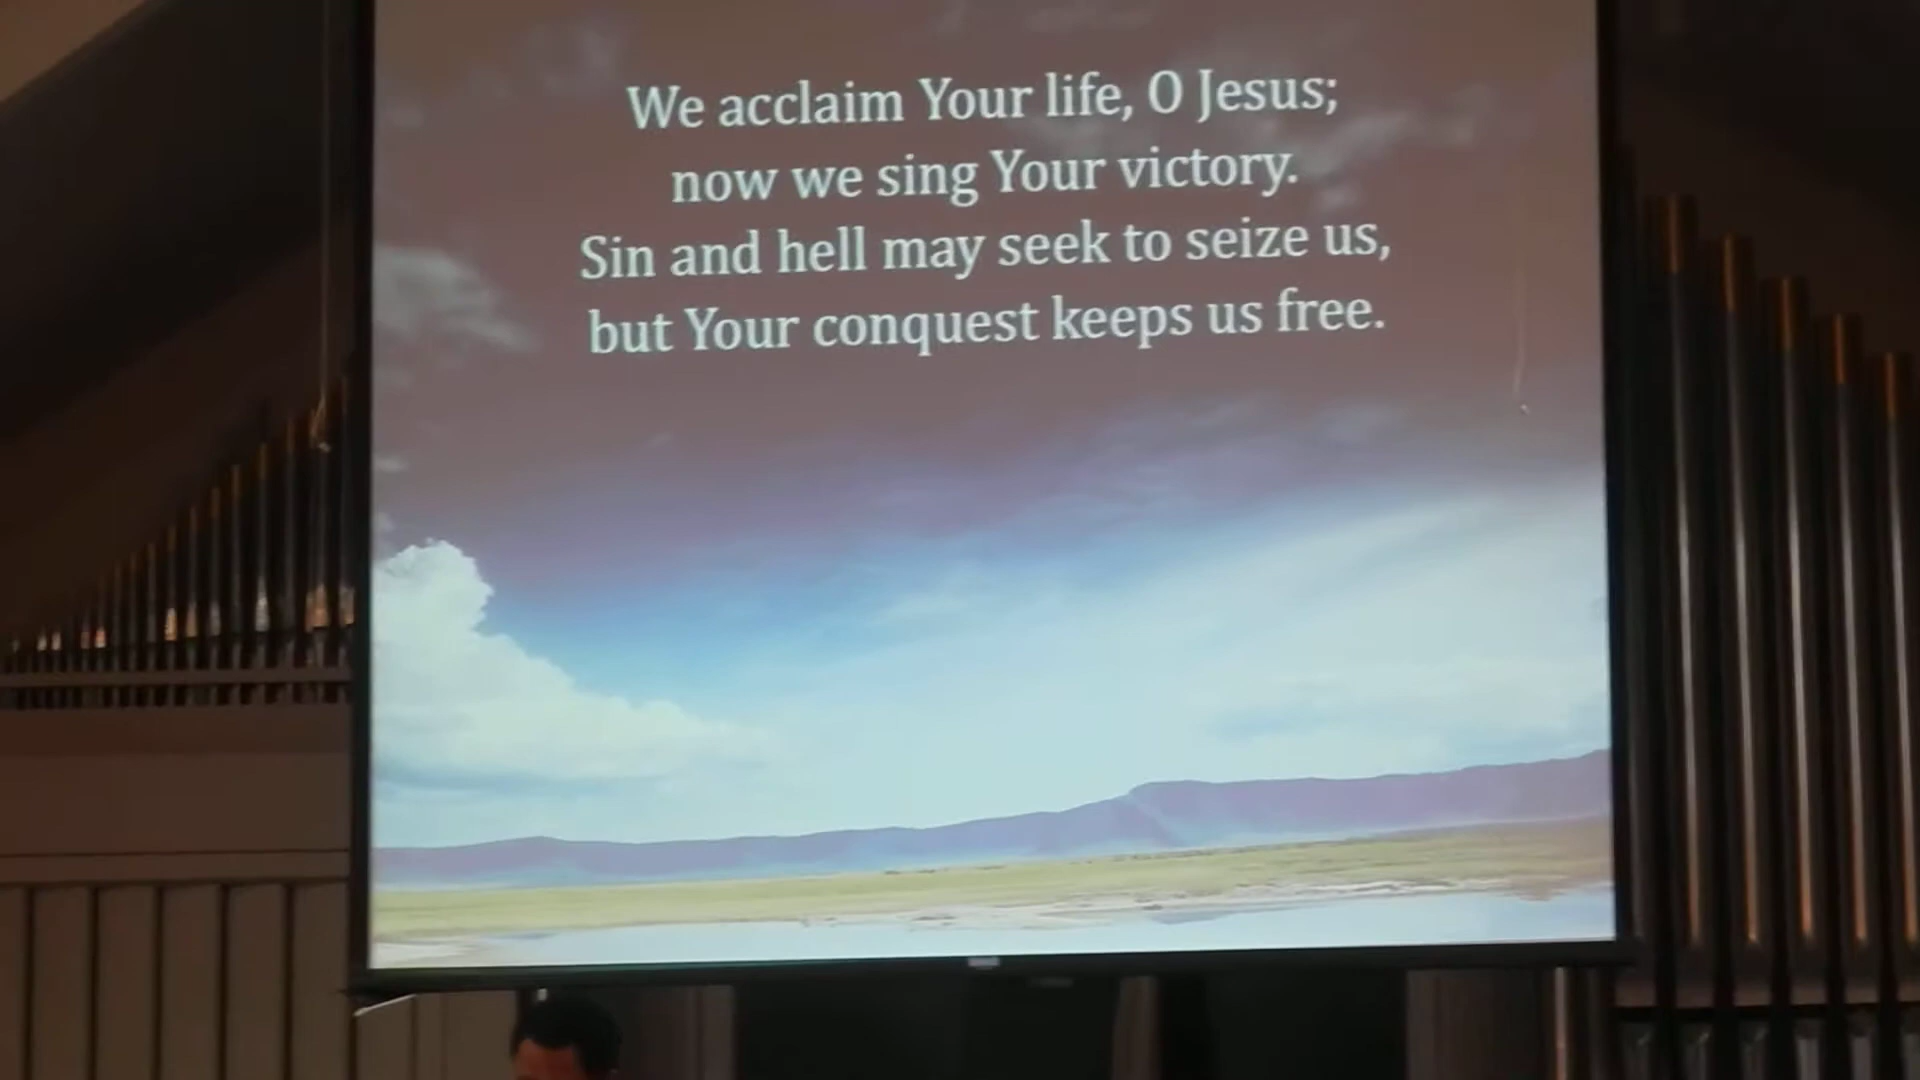 We acclaim Your life, O Jesus;
now we sing Your victory.
Sin and hell may seek to seize us,
but Your conquest keeps us free.